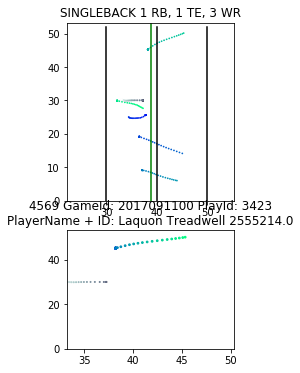 SINGLEBACK 1 RB, 1 TE, 3 WR
50
40
30
20
10
0
30 40 50
4569 GameId: 2017091100 PlayId: 3423
PlayerName + ID: Laquon Treadwell 2555214.0
40
20
0
35 40 45 50